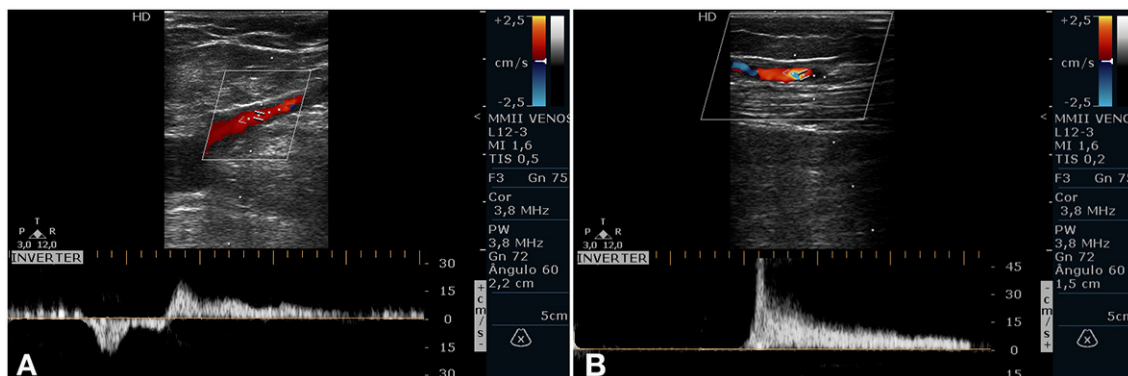 HD
+2,5
cm/s
-2,5
<
MMII VENOS
L12-3
MI 1,6
TIS 0,5
F3 Gn 75
Cor
3,8 MHz
PW
3,8 MHz
Gn 72
Ângulo 60
2,2 cm
5cm
x
T
P R
3,0 12,0
INVERTER
30
15
0
15
30
+cm/s-
A
HD
+2,5
cm/s
-2,5
<
MMII VENOS
L12-3
MI 1,6
TIS 0,2
F3 Gn 75
Cor
3,8 MHz
PW
3,8 MHz
Gn 72
Ângulo 60
1,5 cm
5cm
x
T
P R
3,0 12,0
INVERTER
45
30
15
0
15
-cm/s+
B